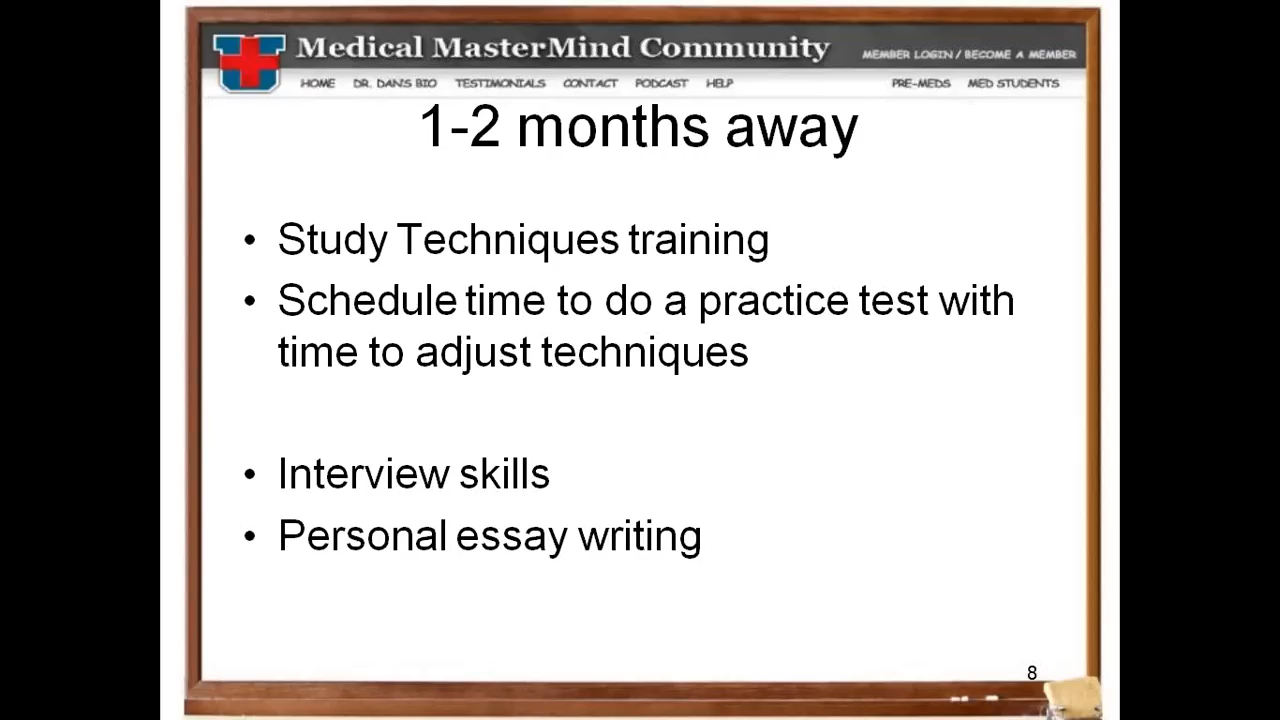 Medical MasterMind Community
MEMBER LOGIN / BECOME A MEMBER
HOME DR. DAN'S BIO TESTIMONIALS CONTACT PODCAST HELP PRE-MEDS MED STUDENTS
1-2 months away
• Study Techniques training
• Schedule time to do a practice test with
time to adjust techniques
• Interview skills
• Personal essay writing
8